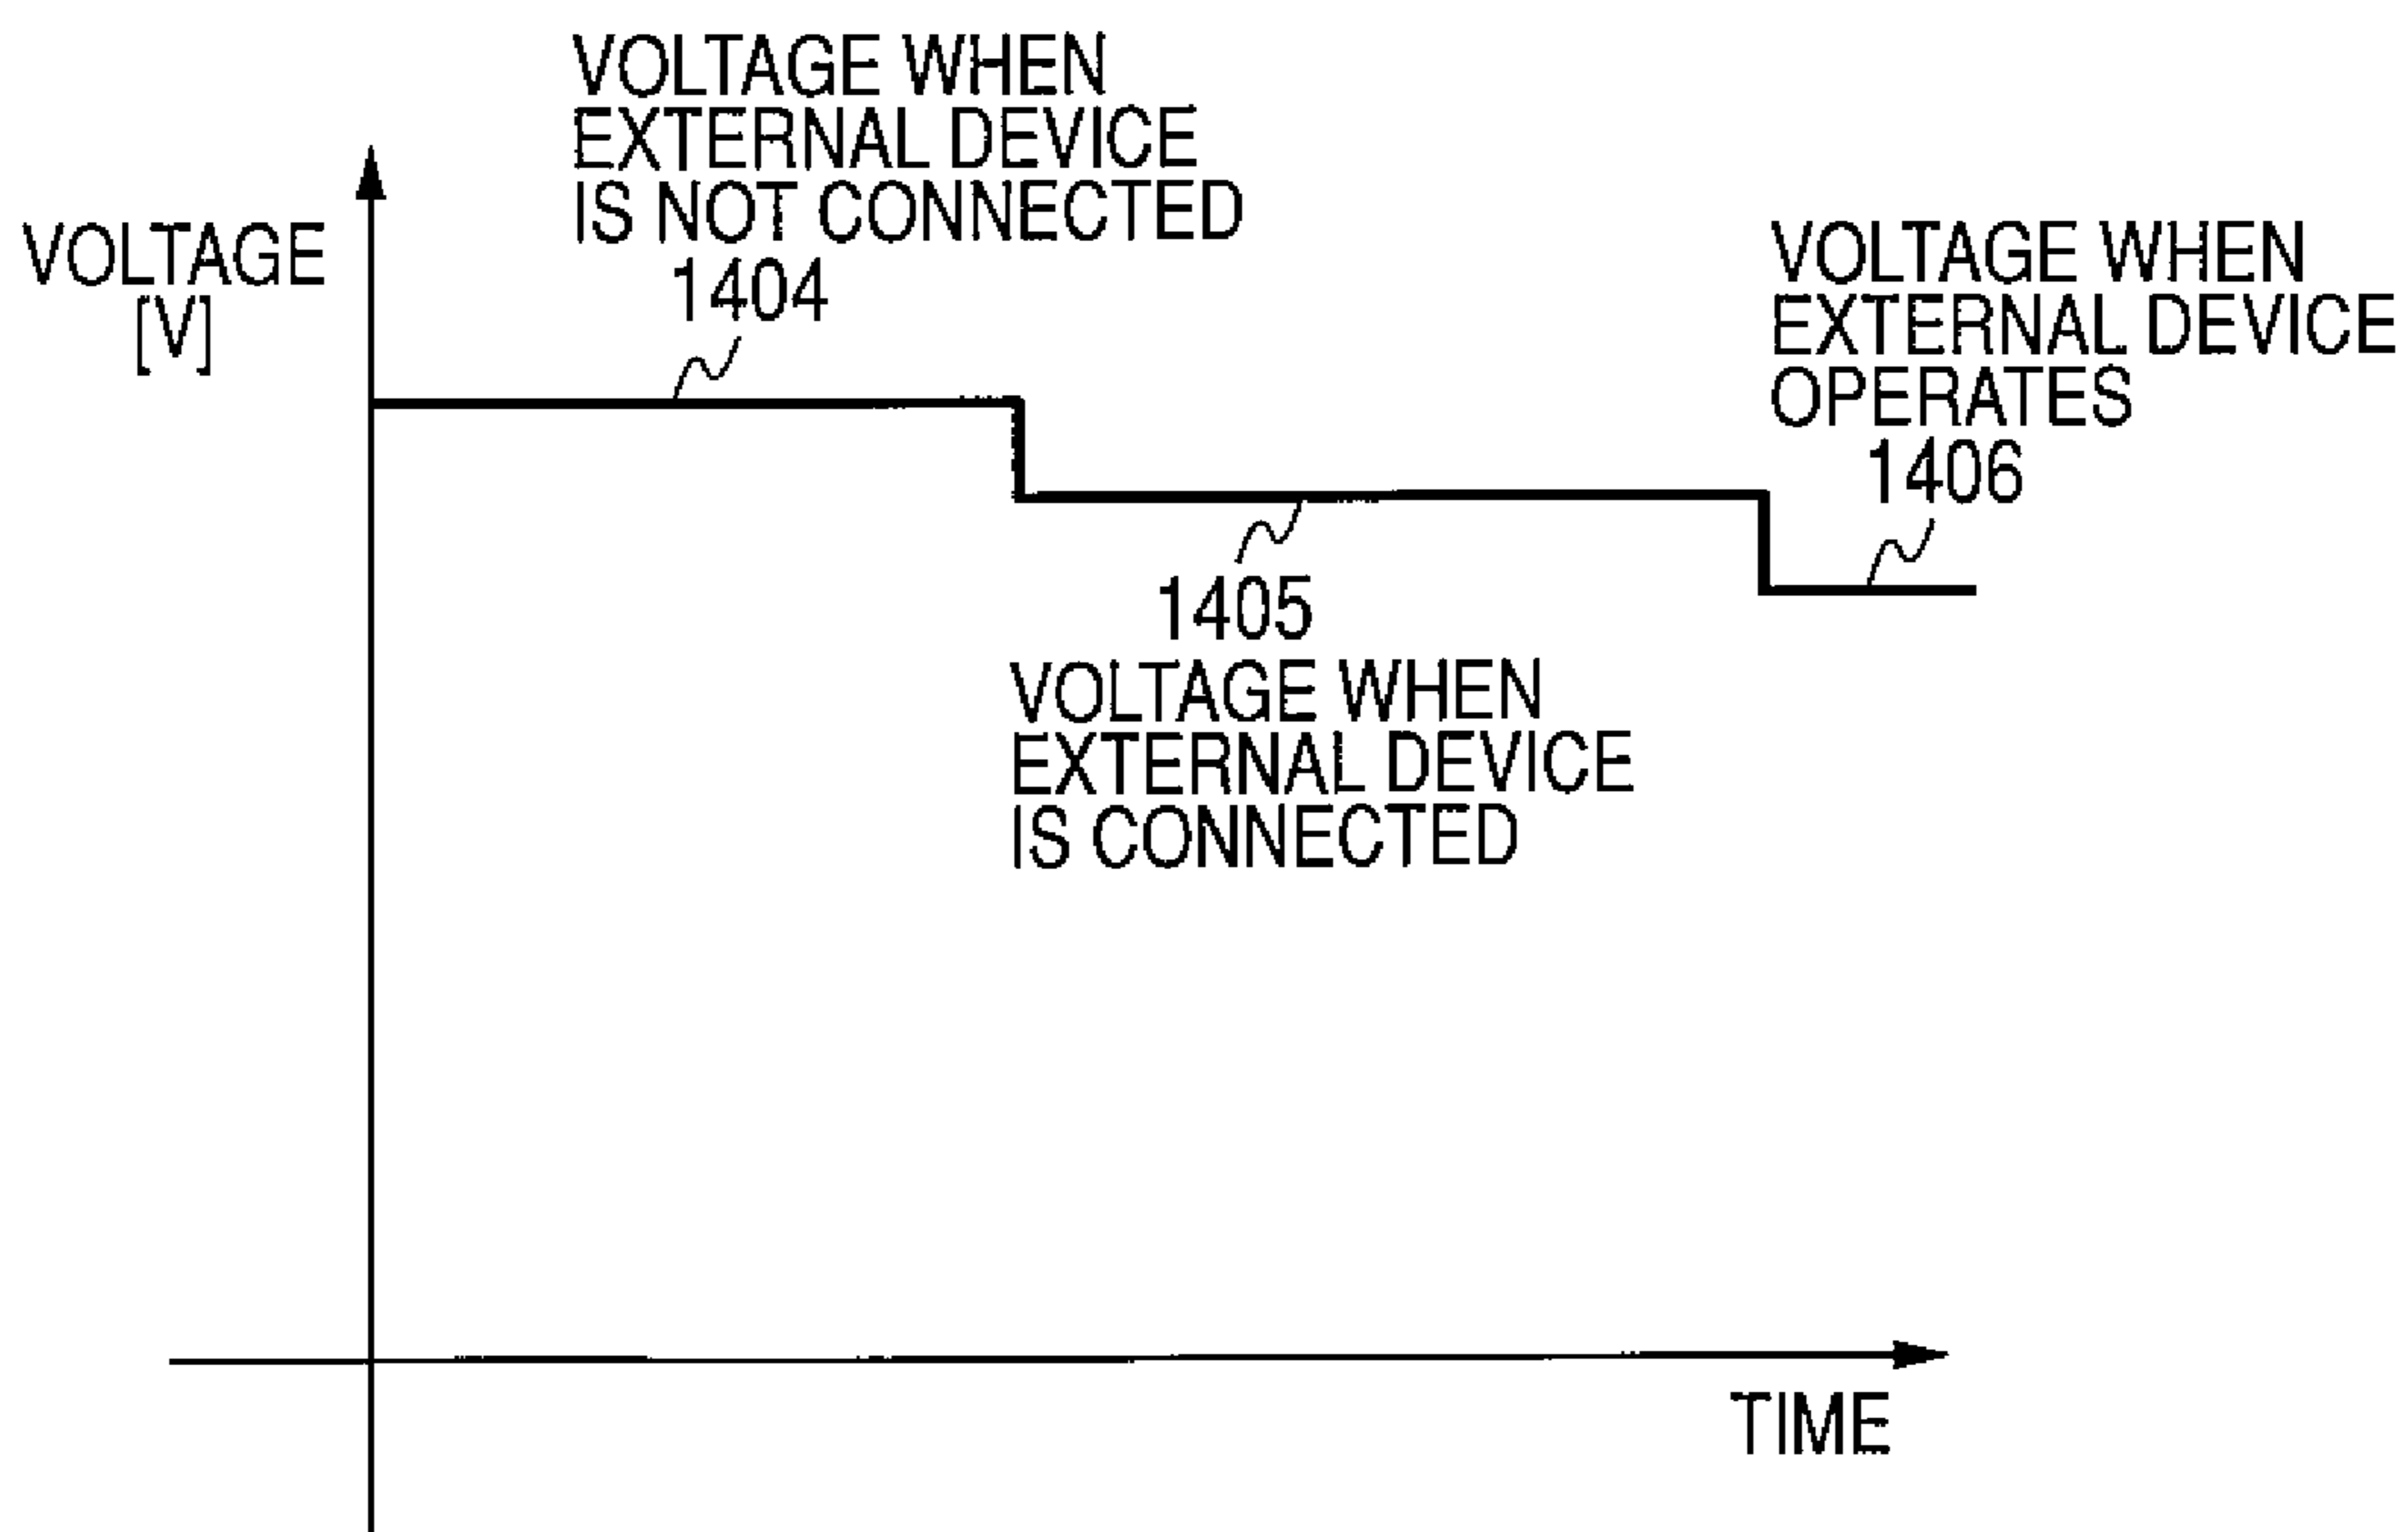 VOLTAGE WHEN
EXTERNAL DEVICE
IS NOT CONNECTED
1404
VOLTAGE
[V]
VOLTAGE WHEN
EXTERNAL DEVICE
OPERATES
1406
1405
VOLTAGE WHEN
EXTERNAL DEVICE
IS CONNECTED
TIME